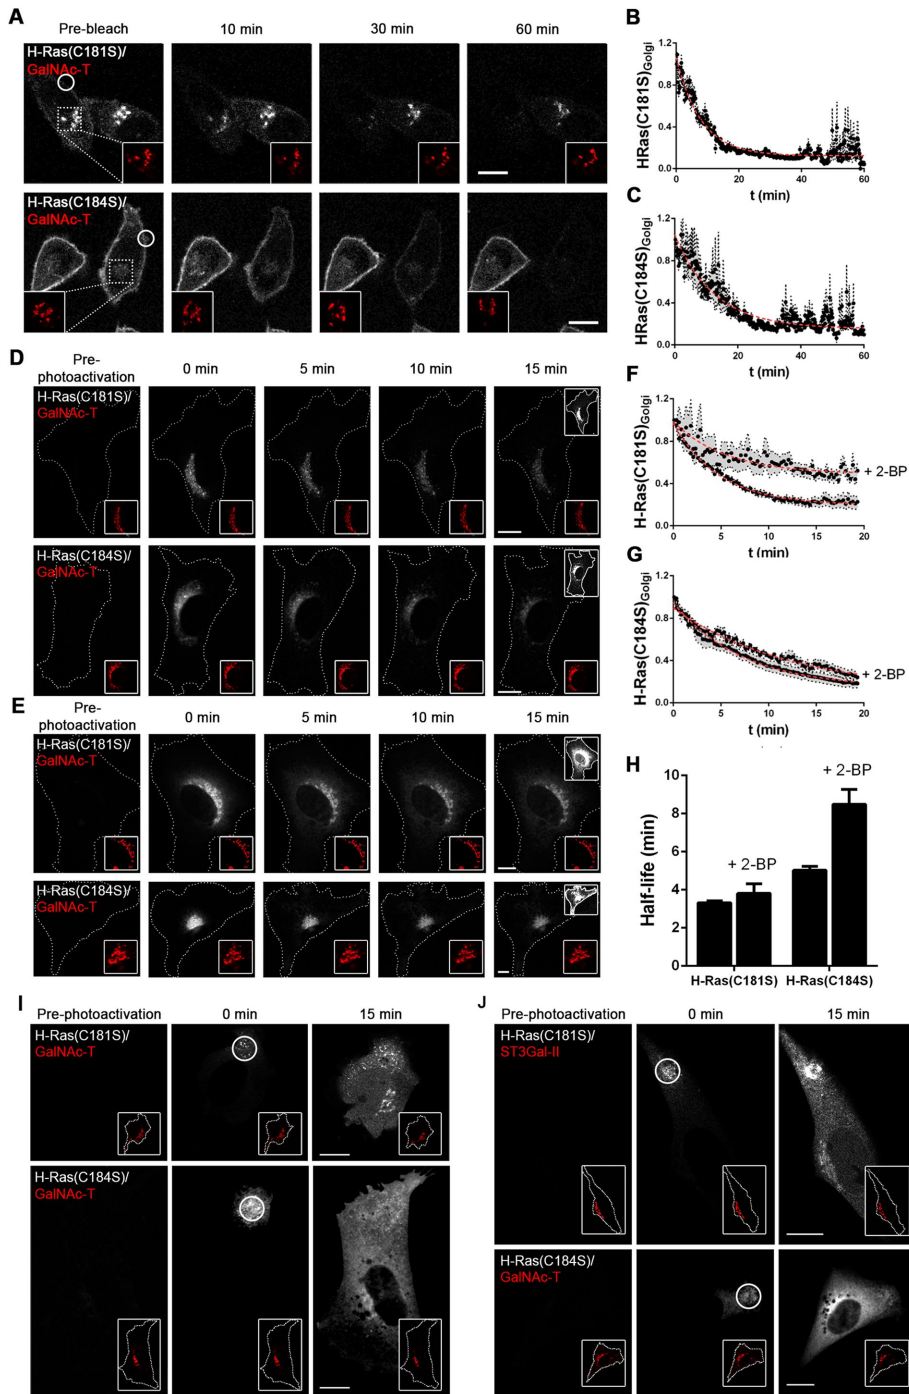 A
Pre-bleach
10 min
30 min
60 min
H-Ras(C181S)/
GalNAc-T
H-Ras(C184S)/
GalNAc-T
B
HRas(C181S)Golgi
1.2
0.8
0.4
0.0
0
20
40
60
t (min)
C
HRas(C184S)Golgi
1.2
0.8
0.4
0.0
0
20
40
60
t (min)
D
Pre-
photoactivation
0 min
5 min
10 min
15 min
H-Ras(C181S)/
GalNAc-T
H-Ras(C184S)/
GalNAc-T
E
Pre-
photoactivation
0 min
5 min
10 min
15 min
H-Ras(C181S)/
GalNAc-T
H-Ras(C184S)/
GalNAc-T
F
H-Ras(C181S)Golgi
1.2
0.8
0.4
0.0
+ 2-BP
0
5
10
15
20
t (min)
G
H-Ras(C184S)Golgi
1.2
0.8
0.4
0.0
+ 2-BP
0
5
10
15
20
t (min)
H
Half-life (min)
10
8
6
4
2
0
+ 2-BP
+ 2-BP
H-Ras(C181S)
H-Ras(C184S)
I
Pre-photoactivation
0 min
15 min
H-Ras(C181S)/
GalNAc-T
H-Ras(C184S)/
GalNAc-T
J
Pre-photoactivation
0 min
15 min
H-Ras(C181S)/
ST3Gal-II
H-Ras(C184S)/
GalNAc-T